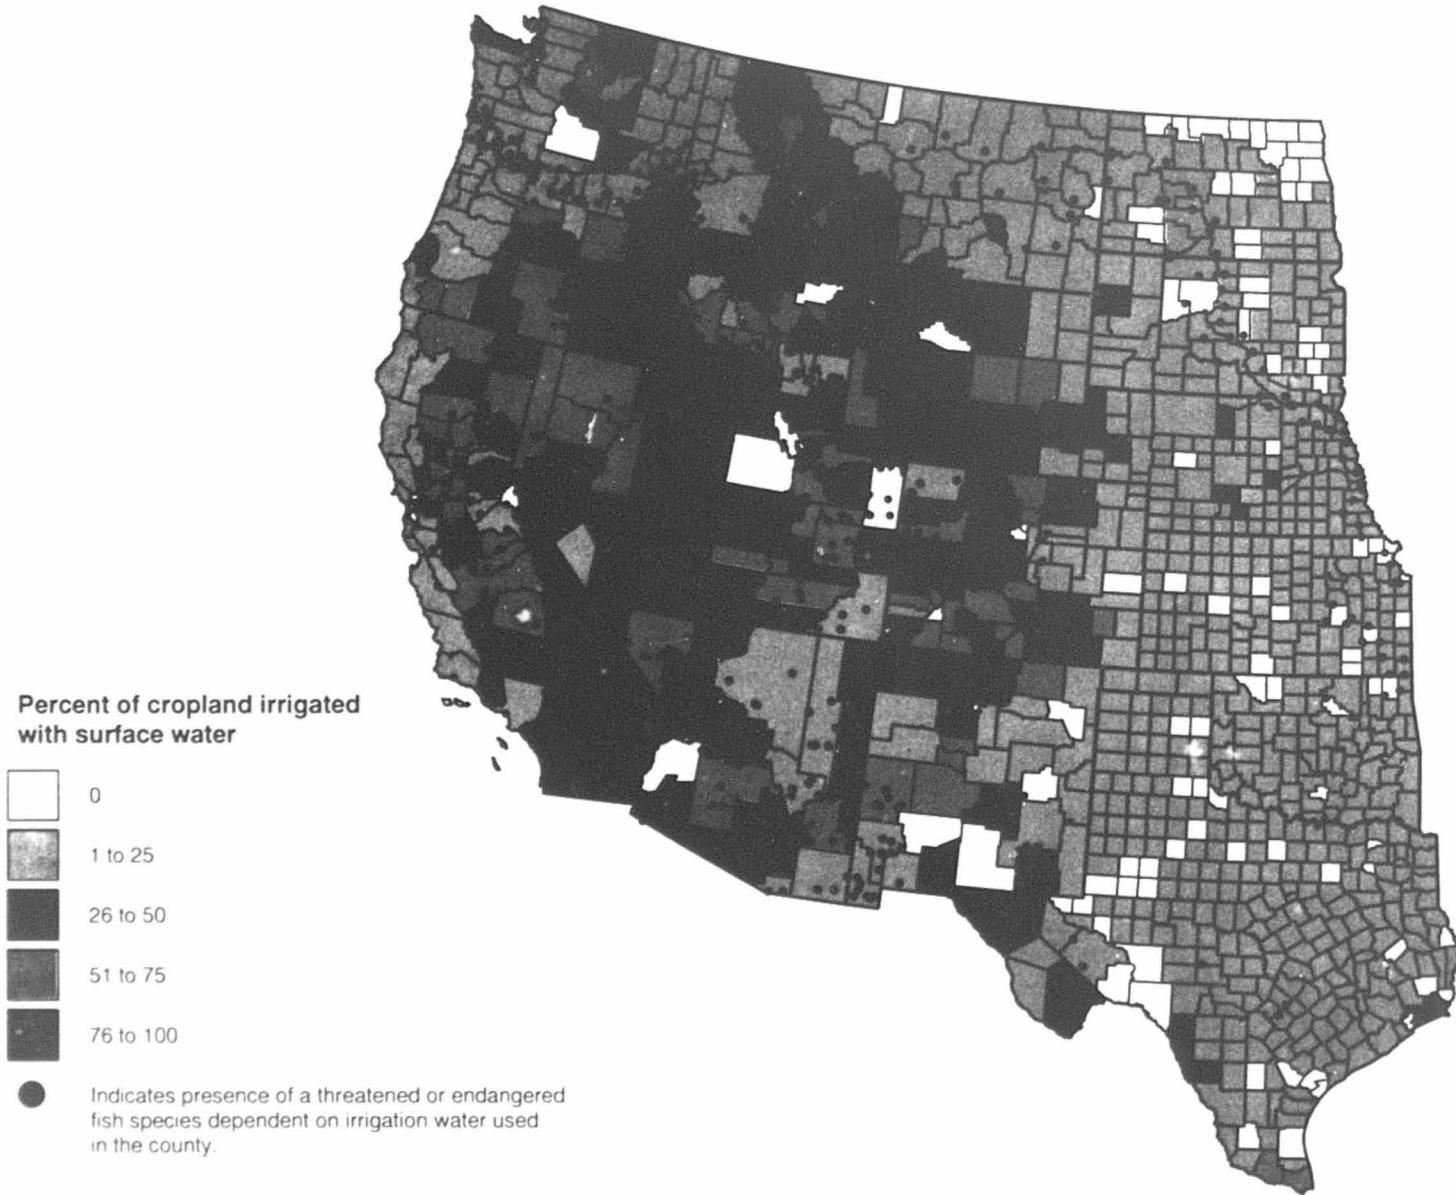 Percent of cropland irrigated
with surface water
0
1 to 25
26 to 50
51 to 75
76 to 100
Indicates presence of a threatened or endangered
fish species dependent on irrigation water used
in the county.